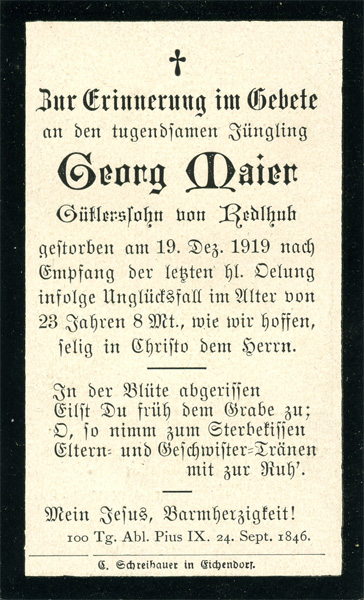 Zur Erinnerung im Gebete
an den tugendsamen Jüngling
Georg Maier
Gütlerssohn von Redlhub
gestorben am 19. Dez. 1919 nach
Empfang der letzten hl. Oelung
infolge Unglücksfall im Alter von
23 Jahren 8 Mt., wie wir hoffen,
selig in Christo dem Herrn.
In der Blüte abgerissen
Eilst Du früh dem Grabe zu;
O, so nimm zum Sterbekissen
Eltern- und Geschwister-Tränen
mit zur Ruh'.
Mein Jesus, Barmherzigkeit!
100 Tg. Abl. Pius IX. 24. Sept. 1846.
C. Schreibauer in Eichendorf.